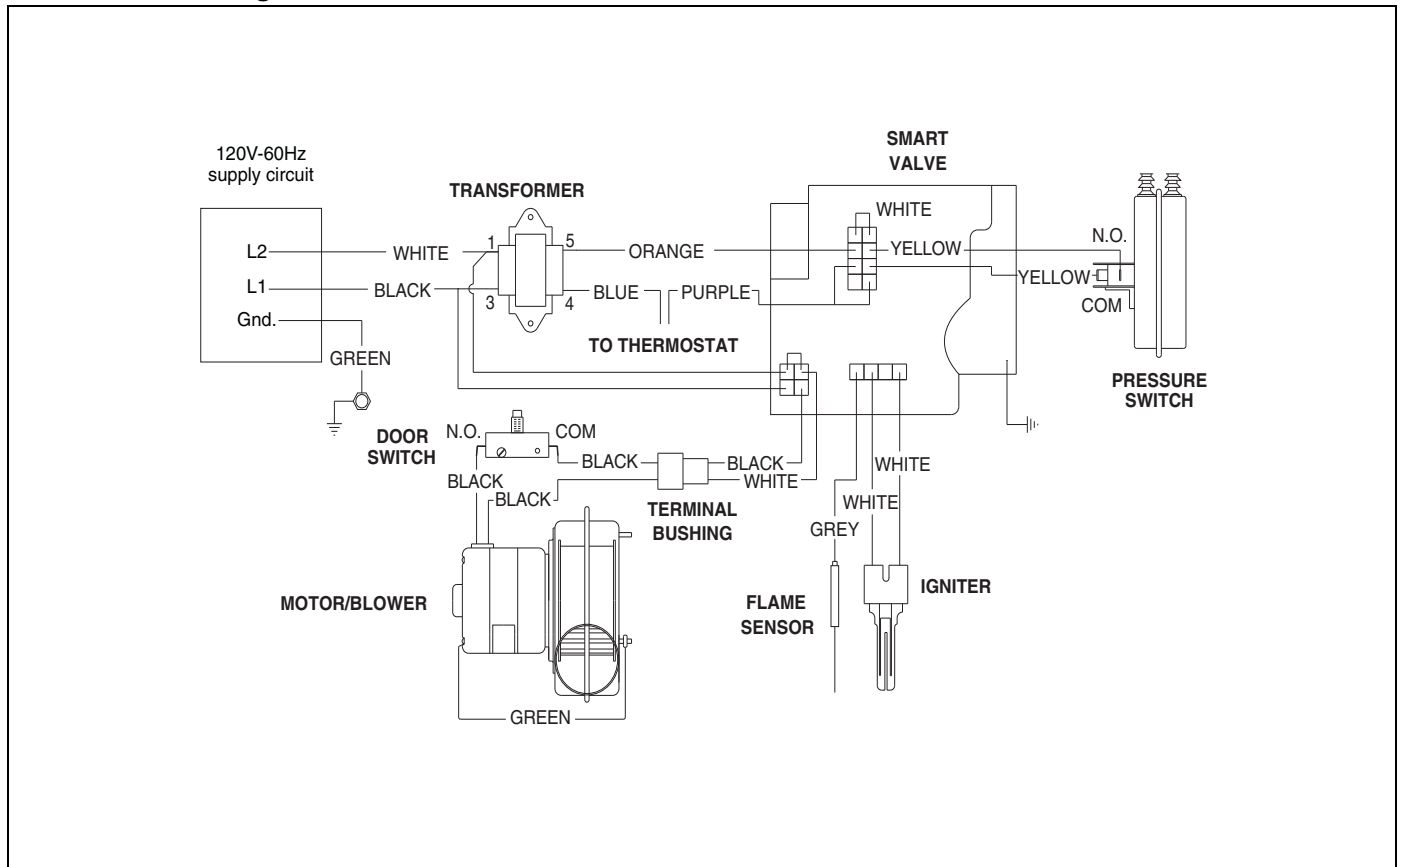 120V-60Hz
supply circuit
L2
L1
Gnd.
GREEN
WHITE
BLACK
TRANSFORMER
1
3
5
4
ORANGE
BLUE
PURPLE
TO THERMOSTAT
SMART
VALVE
WHITE
YELLOW
YELLOW
N.O.
COM
PRESSURE
SWITCH
DOOR
SWITCH
N.O.
COM
BLACK
BLACK
BLACK
BLACK
WHITE
TERMINAL
BUSHING
MOTOR/BLOWER
GREEN
GREY
WHITE
WHITE
FLAME
SENSOR
IGNITER